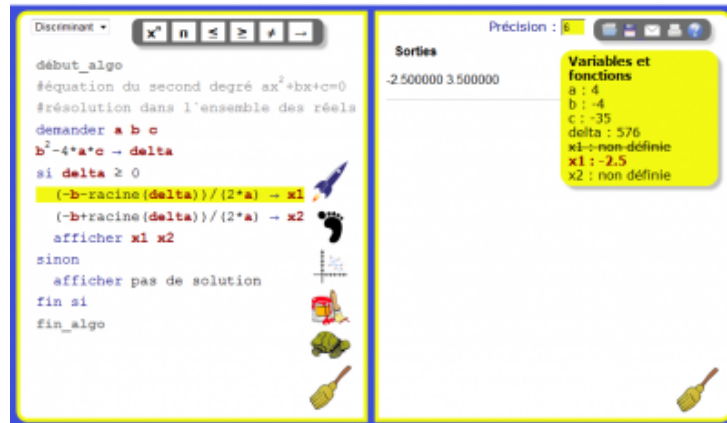 Discriminant
xⁿ n ≤ ≥ ≠ →
début_algo
#équation du second degré ax²+bx+c=0
#résolution dans l'ensemble des réels
demander a b c
b²-4*a*c → delta
si delta ≥ 0
(-b-racine(delta))/(2*a) → x1
(-b+racine(delta))/(2*a) → x2
afficher x1 x2
sinon
afficher pas de solution
fin si
fin_algo
Précision : 6
Sorties
-2.500000 3.500000
Variables et
fonctions
a : 4
b : -4
c : -35
delta : 576
x1 : non définie
x1 : -2.5
x2 : non définie